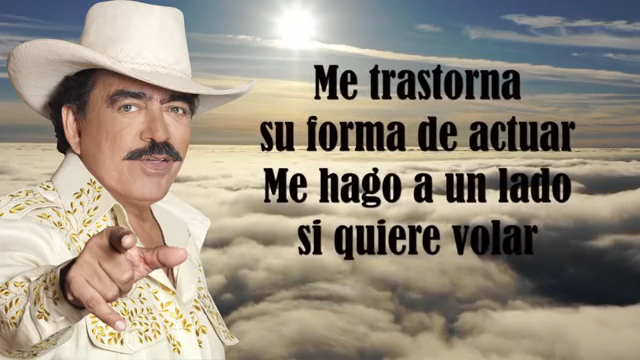 Me trastorna
su forma de actuar
Me hago a un lado
si quiere volar